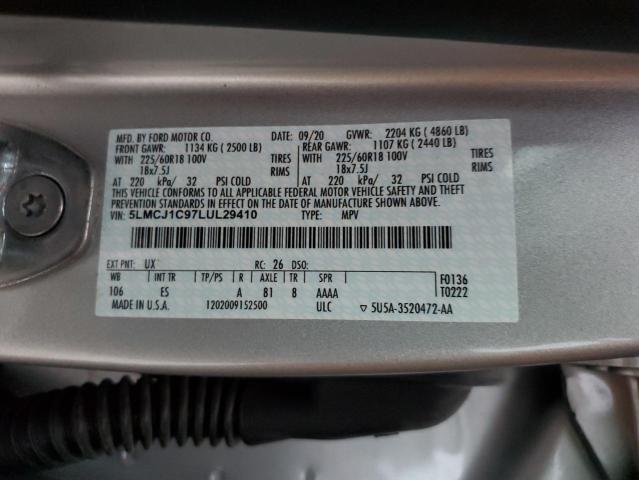 MFD. BY FORD MOTOR CO. DATE: 09/20 GVWR: 2204 KG ( 4860 LB)
FRONT GAWR: 1134 KG ( 2500 LB) REAR GAWR: 1107 KG ( 2440 LB)
WITH 225/60R18 100V TIRES WITH 225/60R18 100V TIRES
18x7.5J RIMS 18x7.5J RIMS
AT 220 kPa/ 32 PSI COLD AT 220 kPa/ 32 PSI COLD
THIS VEHICLE CONFORMS TO ALL APPLICABLE FEDERAL MOTOR VEHICLE SAFETY AND THEFT
PREVENTION STANDARDS IN EFFECT ON THE DATE OF MANUFACTURE SHOWN ABOVE.
VIN: 5LMCJ1C97LUL29410 TYPE: MPV
EXT PNT: UX RC: 26 DSO:
WB INT TR TP/PS R AXLE TR SPR F0136
106 ES A 81 8 AAAA T0222
MADE IN U.S.A. 1202009152500 ULC ▽ 5U5A-3520472-AA